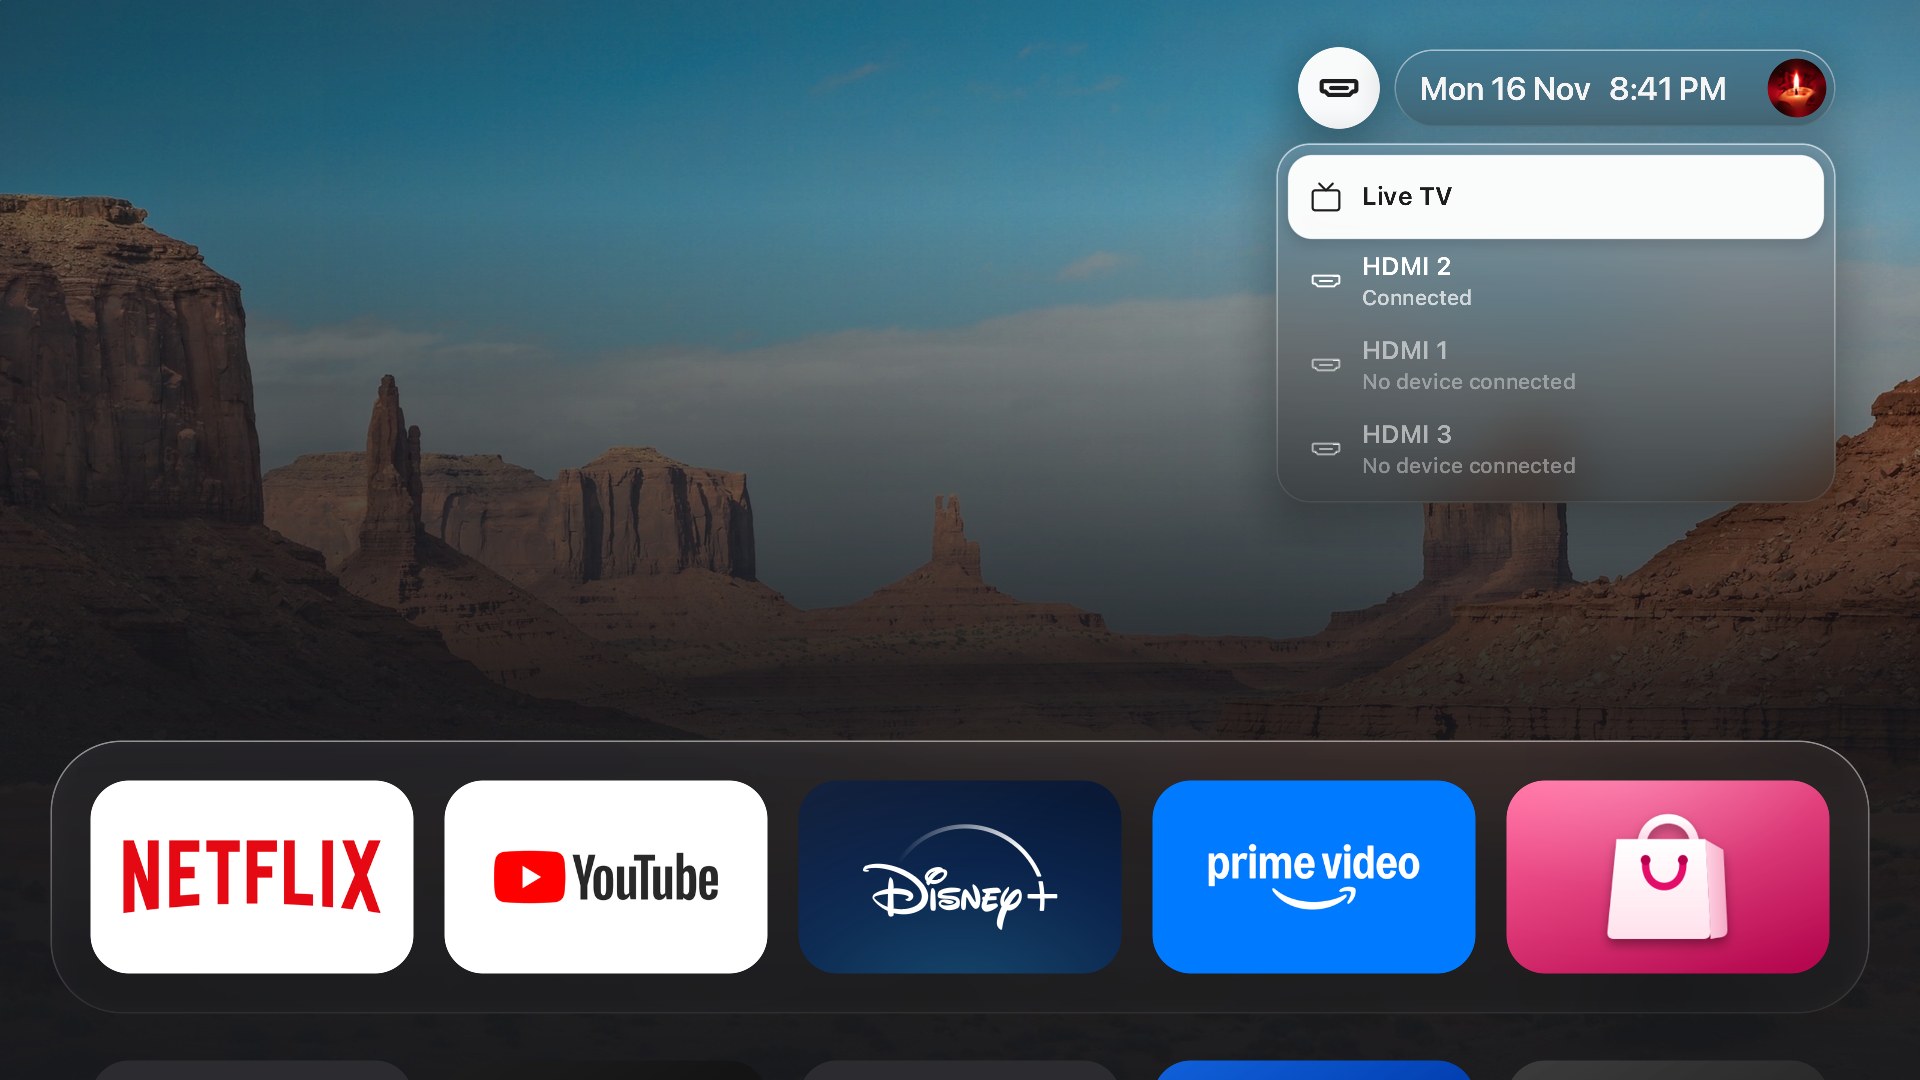 Mon 16 Nov 8:41 PM
Live TV
HDMI 2
Connected
HDMI 1
No device connected
HDMI 3
No device connected
NETFLIX
YouTube
Disney+
prime video